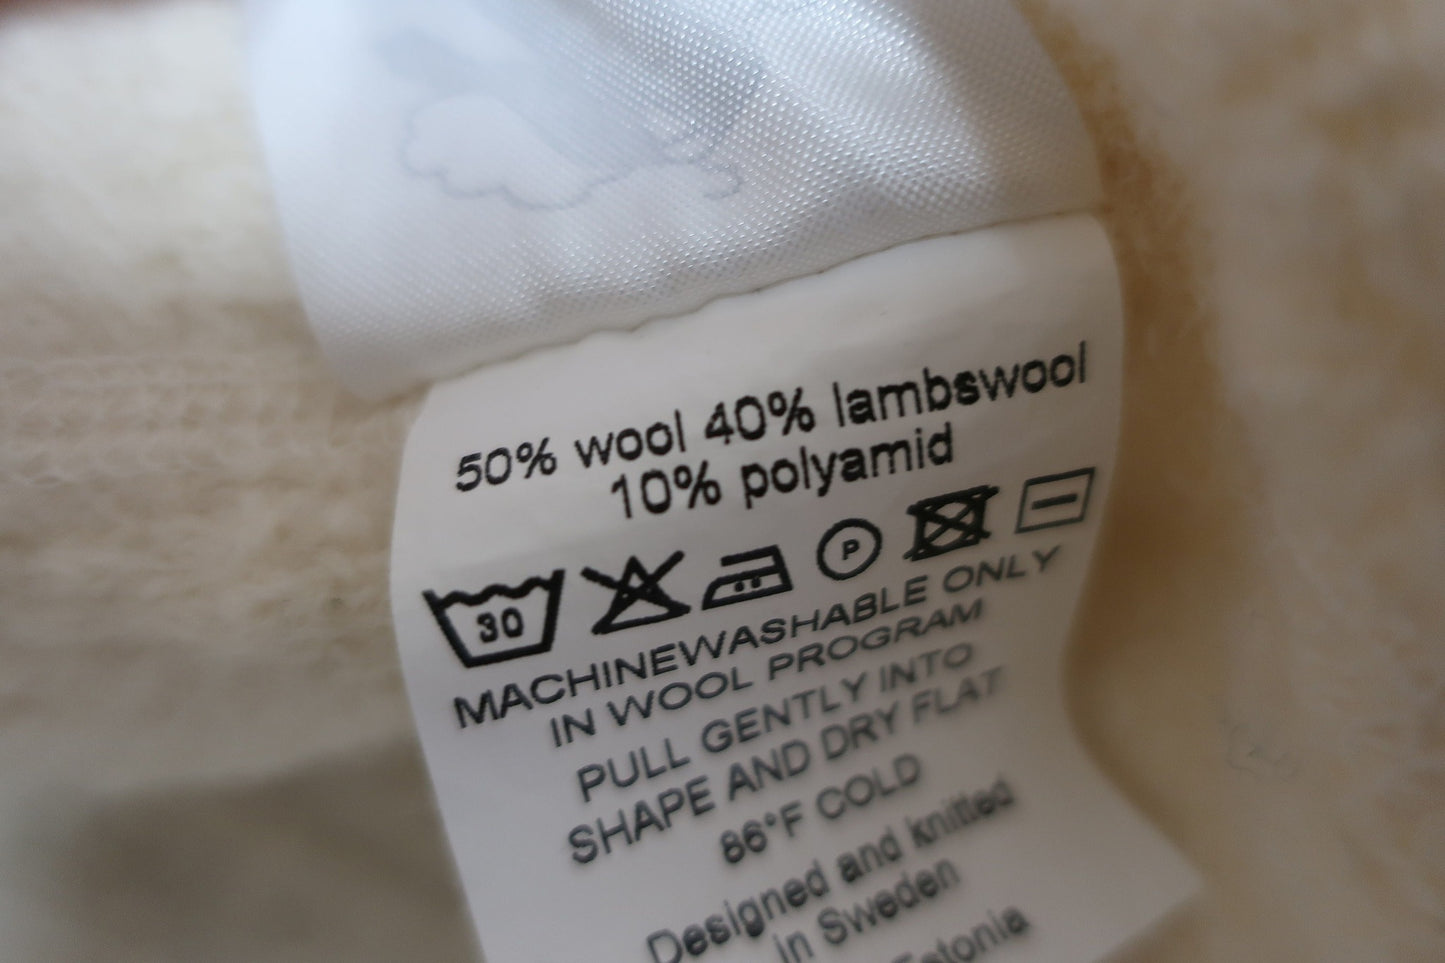 50% wool 40% lambswool
10% polyamid
30
P
MACHINEWASHABLE ONLY
IN WOOL PROGRAM
PULL GENTLY INTO
SHAPE AND DRY FLAT
86°F COLD
Designed and knitted
in Sweden
Estonia